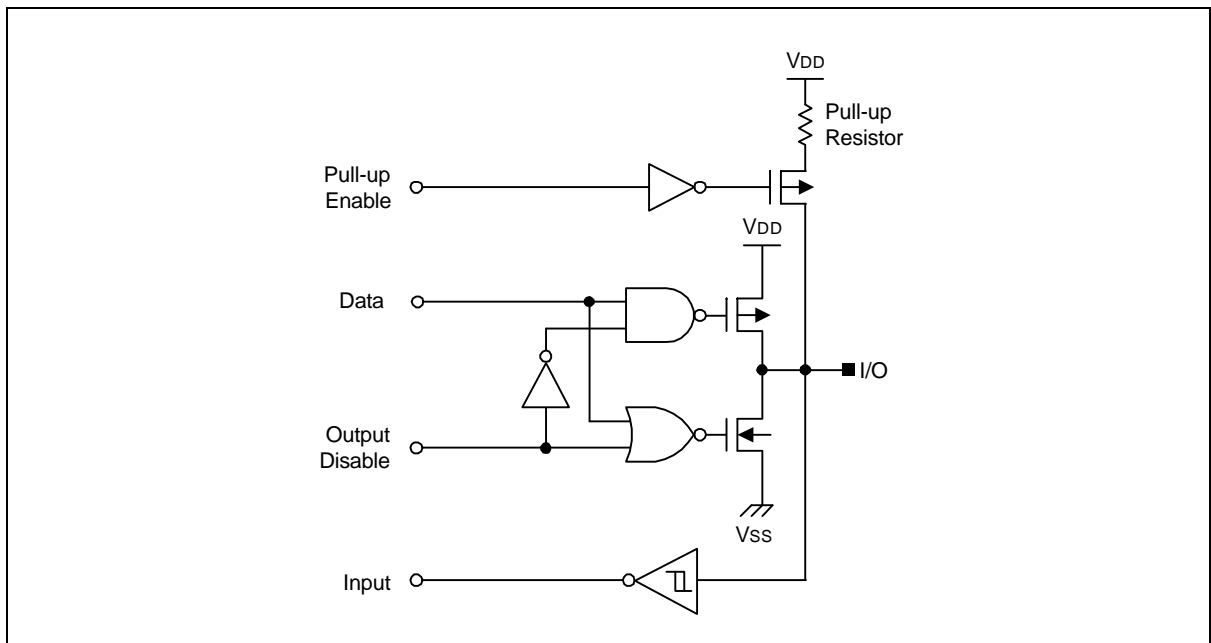 VDD
Pull-up
Resistor
Pull-up
Enable
VDD
Data
I/O
Output
Disable
VSS
Input